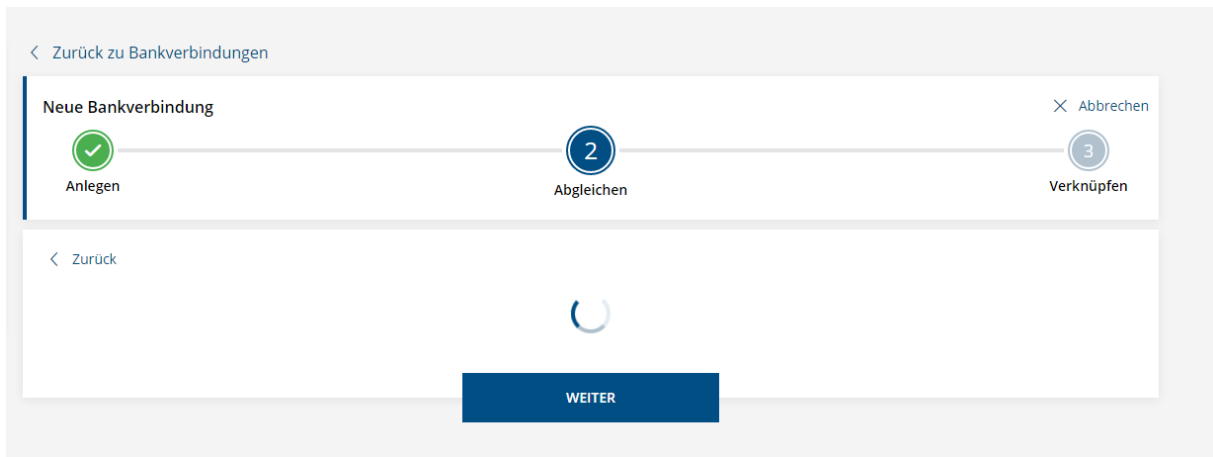 Zurück zu Bankverbindungen
Neue Bankverbindung
Abbrechen
2
3
Anlegen
Abgleichen
Verknüpfen
Zurück
WEITER